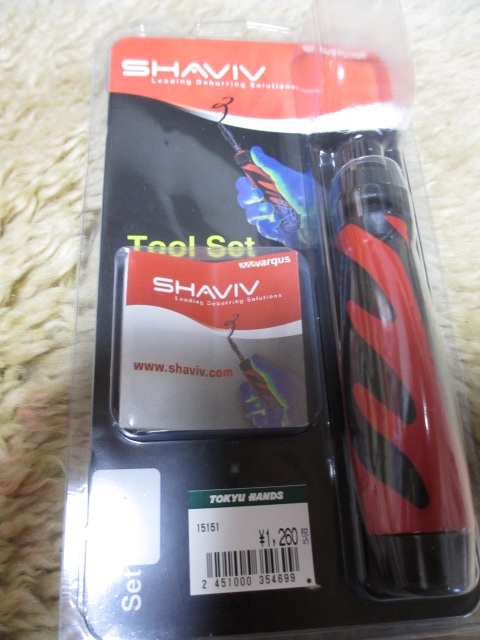 SHAVIV
Leading Deburring Solutions
Tool Set
vargus
SHAVIV
Leading Deburring Solutions
www.shaviv.com
Set
TOKYU HANDS
15151
¥1,260
2 451000 354699